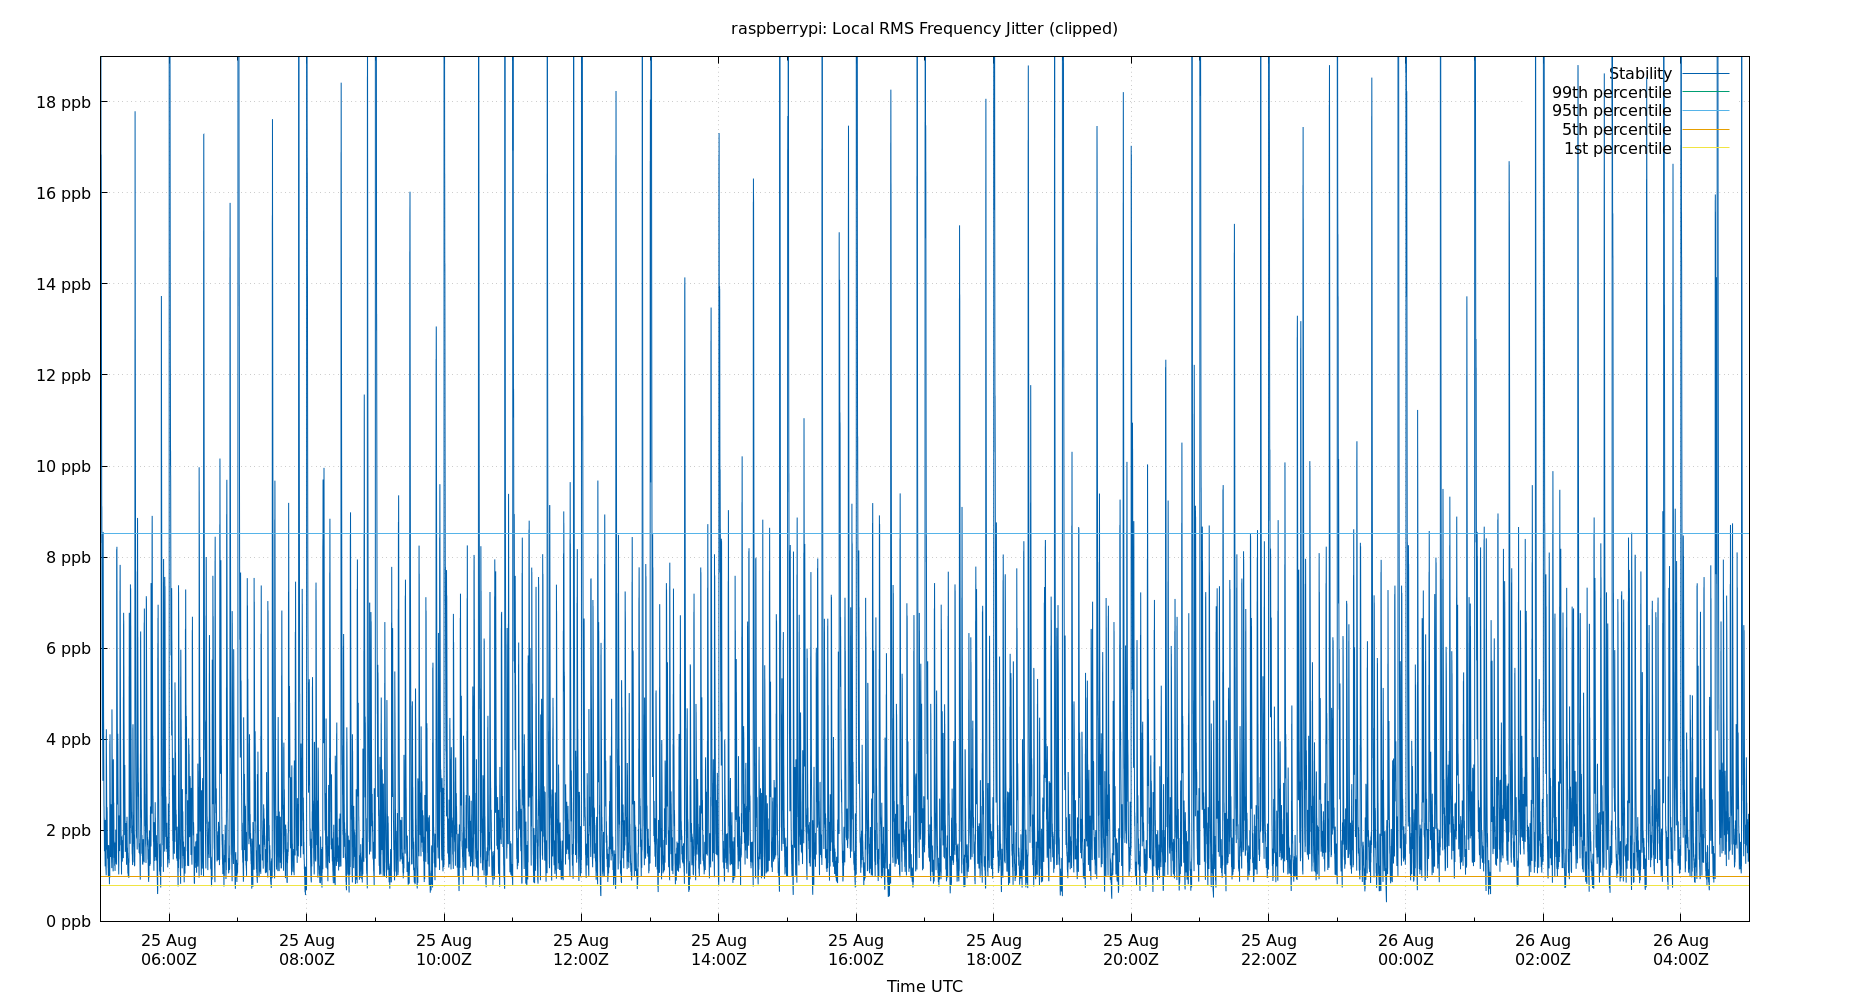 raspberrypi: Local RMS Frequency Jitter (clipped)
Stability
99th percentile
95th percentile
5th percentile
1st percentile
18 ppb
16 ppb
14 ppb
12 ppb
10 ppb
8 ppb
6 ppb
4 ppb
2 ppb
0 ppb
25 Aug 25 Aug 25 Aug 25 Aug 25 Aug 25 Aug 25 Aug 25 Aug 25 Aug 26 Aug 26 Aug 26 Aug
06:00Z 08:00Z 10:00Z 12:00Z 14:00Z 16:00Z 18:00Z 20:00Z 22:00Z 00:00Z 02:00Z 04:00Z
Time UTC